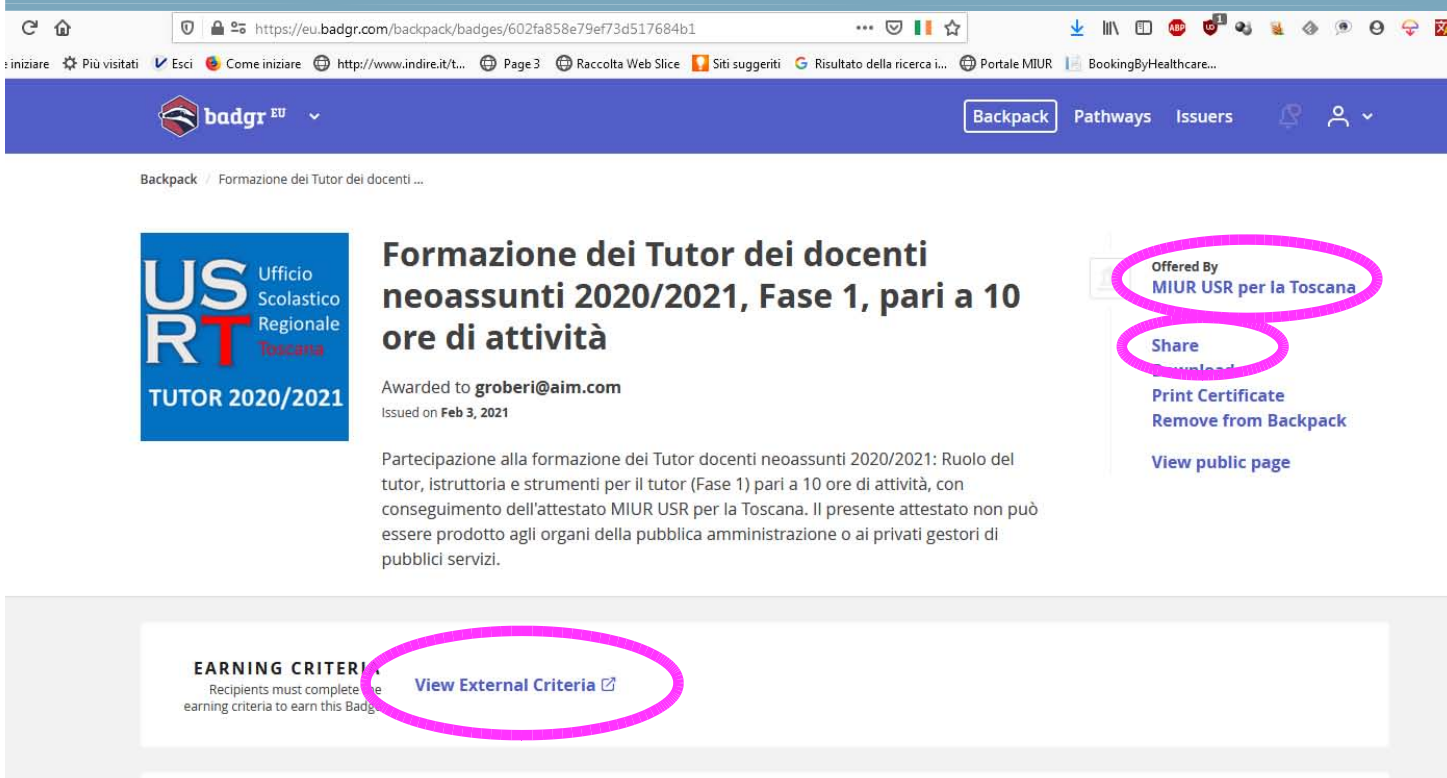 https://eu.badgr.com/backpack/badges/602fa858e79ef73d517684b1
iniziare Più visitati Esci Come iniziare http://www.indire.it/t... Page 3 Raccolta Web Slice Siti suggeriti Risultato della ricerca i... Portale MIUR BookingByHealthcare...
badgr EU Backpack Pathways Issuers
Backpack / Formazione dei Tutor dei docenti ...
US Ufficio
Scolastico
RT Regionale
Toscana
TUTOR 2020/2021
Formazione dei Tutor dei docenti
neoassunti 2020/2021, Fase 1, pari a 10
ore di attività
Awarded to groberi@aim.com
Issued on Feb 3, 2021
Partecipazione alla formazione dei Tutor docenti neoassunti 2020/2021: Ruolo del
tutor, istruttoria e strumenti per il tutor (Fase 1) pari a 10 ore di attività, con
conseguimento dell'attestato MIUR USR per la Toscana. Il presente attestato non può
essere prodotto agli organi della pubblica amministrazione o ai privati gestori di
pubblici servizi.
Offered By
MIUR USR per la Toscana
Share
Download
Print Certificate
Remove from Backpack
View public page
EARNING CRITERIA
Recipients must complete the
earning criteria to earn this Badge
View External Criteria